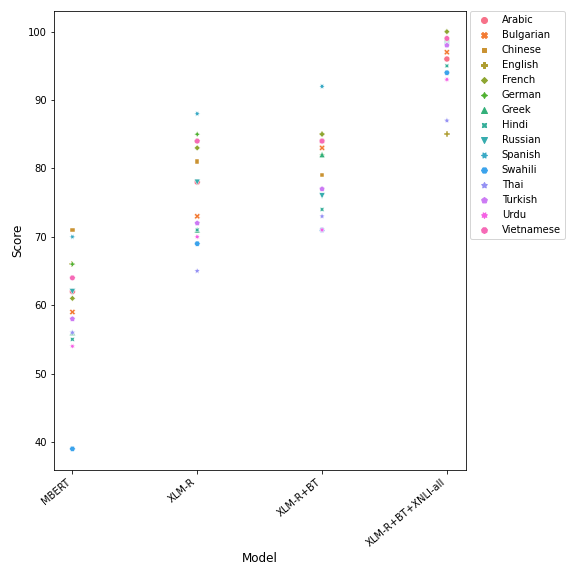 100
90
80
70
60
50
40
Score
MBERT
XLM-R
XLM-R+BT
XLM-R+BT+XNLI-all
Model
Arabic
Bulgarian
Chinese
English
French
German
Greek
Hindi
Russian
Spanish
Swahili
Thai
Turkish
Urdu
Vietnamese